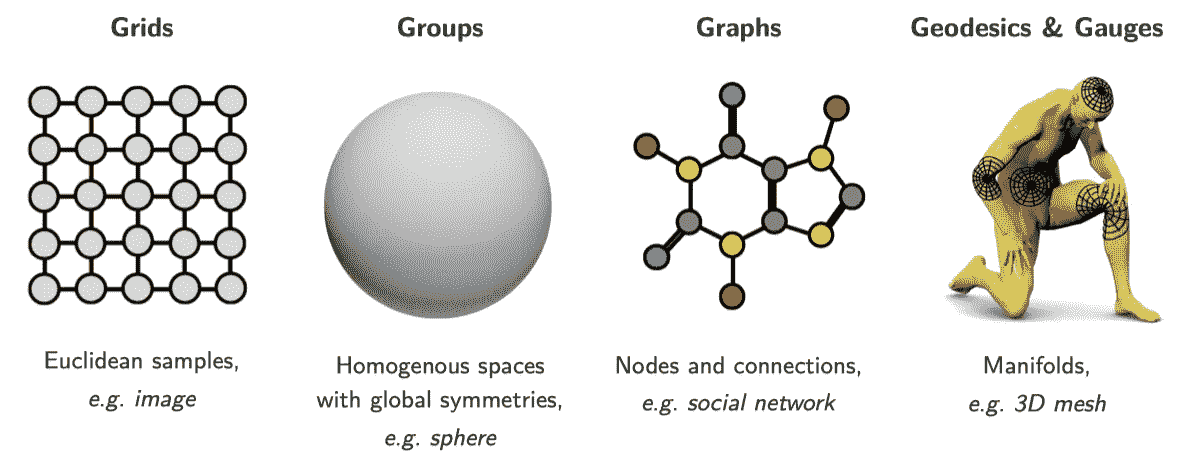 Grids
Euclidean samples,
e.g. image
Groups
Homogenous spaces
with global symmetries,
e.g. sphere
Graphs
Nodes and connections,
e.g. social network
Geodesics & Gauges
Manifolds,
e.g. 3D mesh